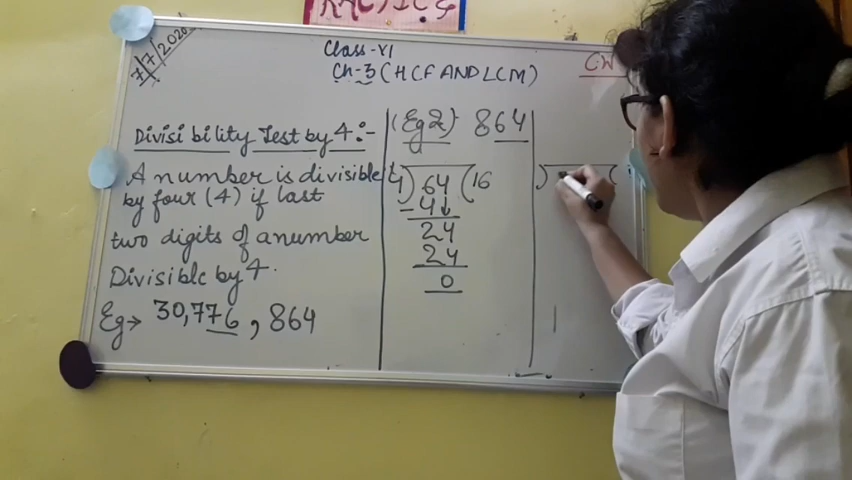 7/7/2020
Class-VI
Ch-3 (HCF AND LCM)
CW
Divisibility Test by 4:-
A number is divisible
by four (4) if last
two digits of a number
Divisible by 4.
Eg→ 30,776, 864
(Eg 2)- 864
4) 64 (16
- 4↓
24
24
0
) (